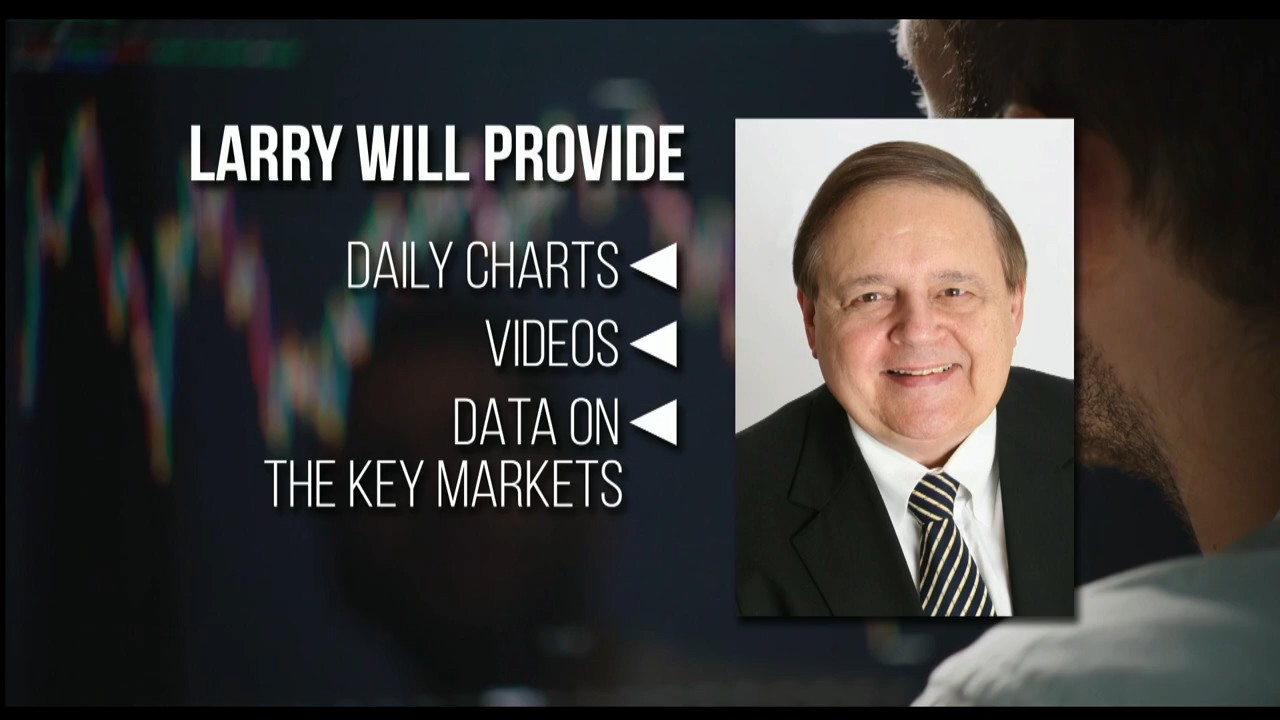 LARRY WILL PROVIDE
DAILY CHARTS
VIDEOS
DATA ON
THE KEY MARKETS